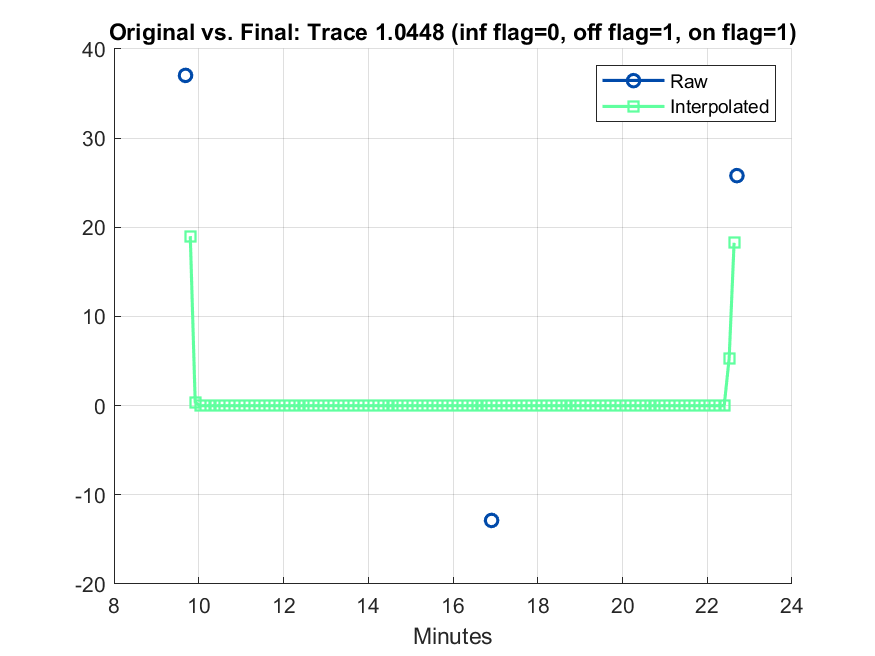 Original vs. Final: Trace 1.0448 (inf flag=0, off flag=1, on flag=1)
Raw
Interpolated
40
30
20
10
0
-10
-20
8 10 12 14 16 18 20 22 24
Minutes